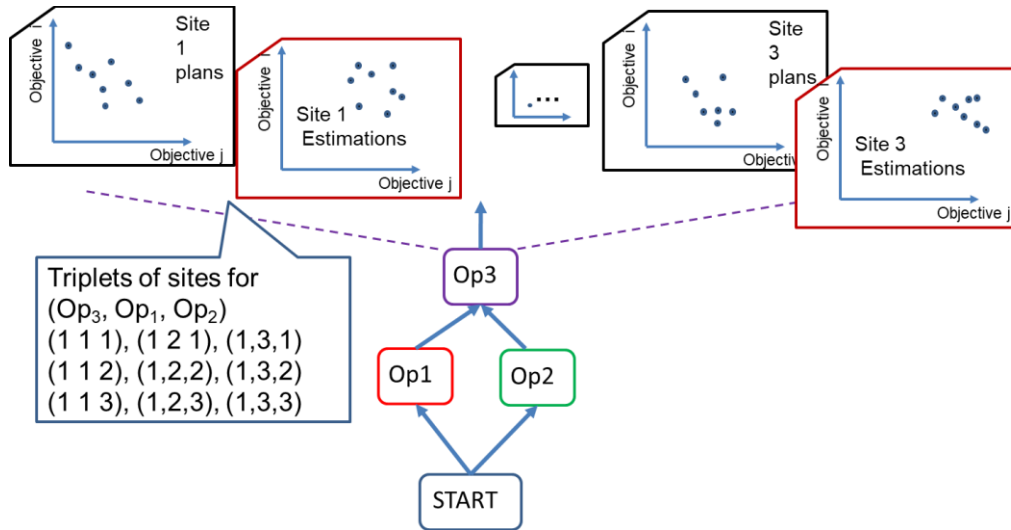 Objective i
Site
1
plans
Objective j
Objective i
Site 1
Estimations
Objective j
...
Objective i
Site
3
plans
Objective j
Objective i
Site 3
Estimations
Objective j
Triplets of sites for
(Op3, Op1, Op2)
(1 1 1), (1 2 1), (1,3,1)
(1 1 2), (1,2,2), (1,3,2)
(1 1 3), (1,2,3), (1,3,3)
Op3
Op1
Op2
START